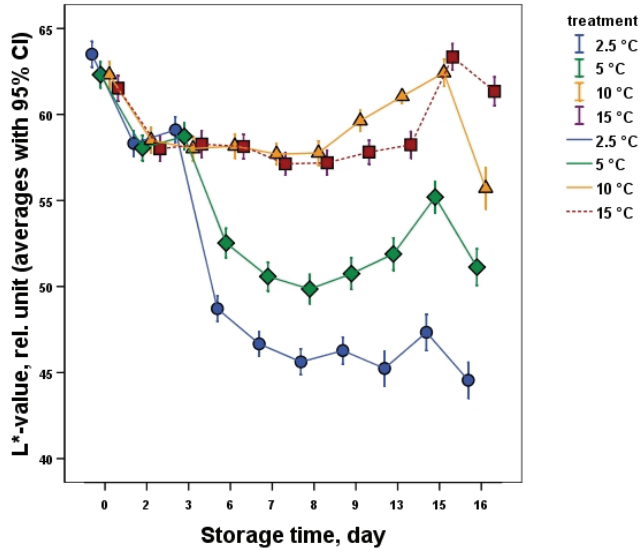 L*-value, rel. unit (averages with 95% CI)
65
60
55
50
45
40
0 2 3 6 7 8 9 13 15 16
Storage time, day
treatment
2.5 °C
5 °C
10 °C
15 °C
2.5 °C
5 °C
10 °C
15 °C